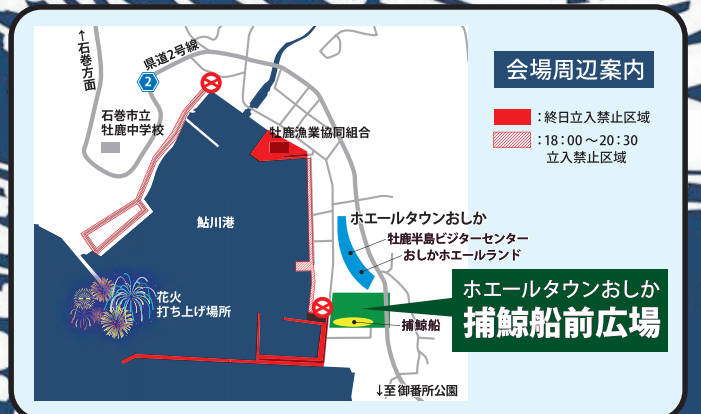 会場周辺案内
：終日立入禁止区域
：18：00～20：30
立入禁止区域
↑石巻方面
県道2号線
2
石巻市立
牡鹿中学校
牡鹿漁業協同組合
鮎川港
ホエールタウンおしか
牡鹿半島ビジターセンター
おしかホエールランド
花火
打ち上げ場所
ホエールタウンおしか
捕鯨船前広場
捕鯨船
↓至御番所公園